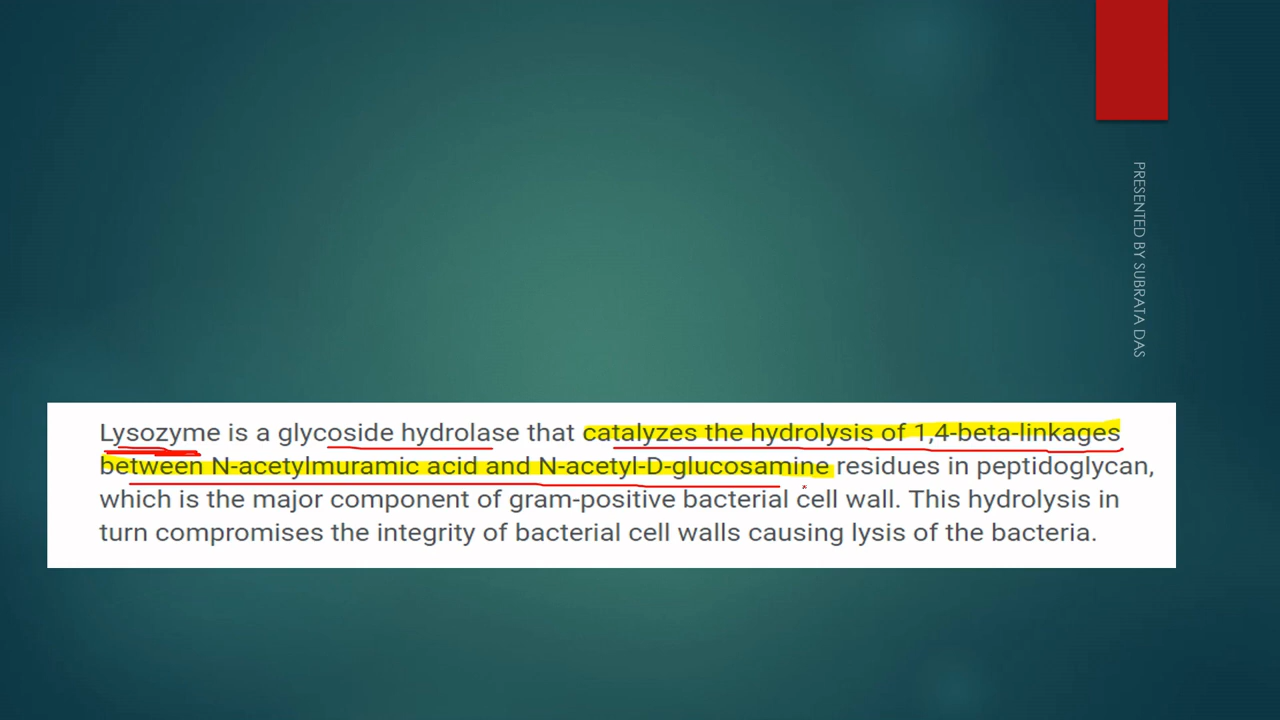 PRESENTED BY SUBRATA DAS
Lysozyme is a glycoside hydrolase that catalyzes the hydrolysis of 1,4-beta-linkages
between N-acetylmuramic acid and N-acetyl-D-glucosamine residues in peptidoglycan,
which is the major component of gram-positive bacterial cell wall. This hydrolysis in
turn compromises the integrity of bacterial cell walls causing lysis of the bacteria.